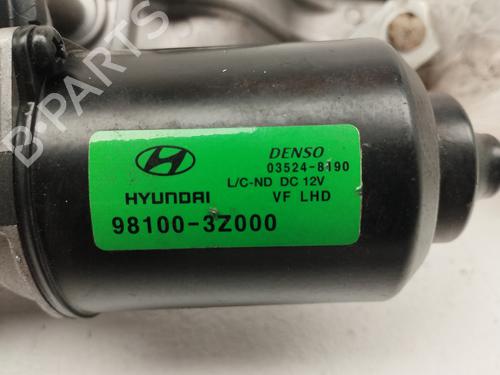 DENSO
03524-8190
L/C-ND DC 12V
HYUNDAI
VF LHD
98100-3Z000
B-PARTS